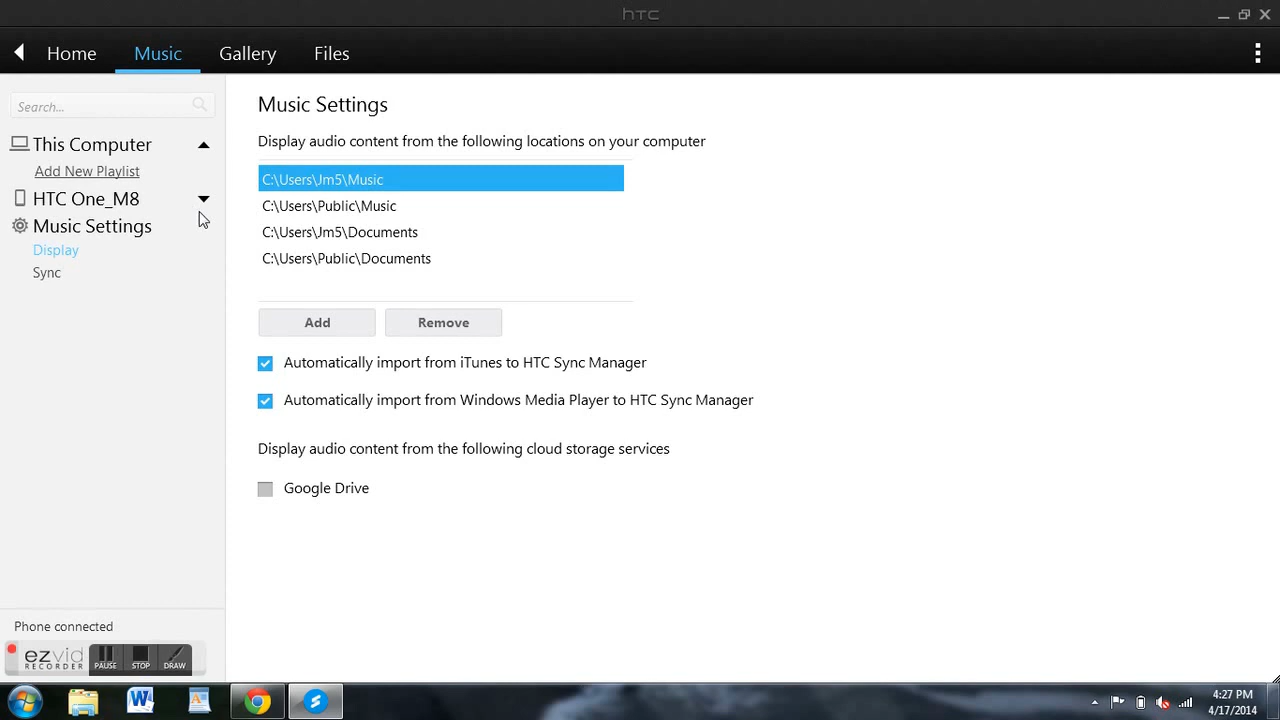 hTC
Home Music Gallery Files
Search...
This Computer
Add New Playlist
HTC One_M8
Music Settings
Display
Sync
Music Settings
Display audio content from the following locations on your computer
C:\Users\Jm5\Music
C:\Users\Public\Music
C:\Users\Jm5\Documents
C:\Users\Public\Documents
Add Remove
Automatically import from iTunes to HTC Sync Manager
Automatically import from Windows Media Player to HTC Sync Manager
Display audio content from the following cloud storage services
Google Drive
Phone connected
ezvid
RECORDER
PAUSE STOP DRAW
4:27 PM
4/17/2014